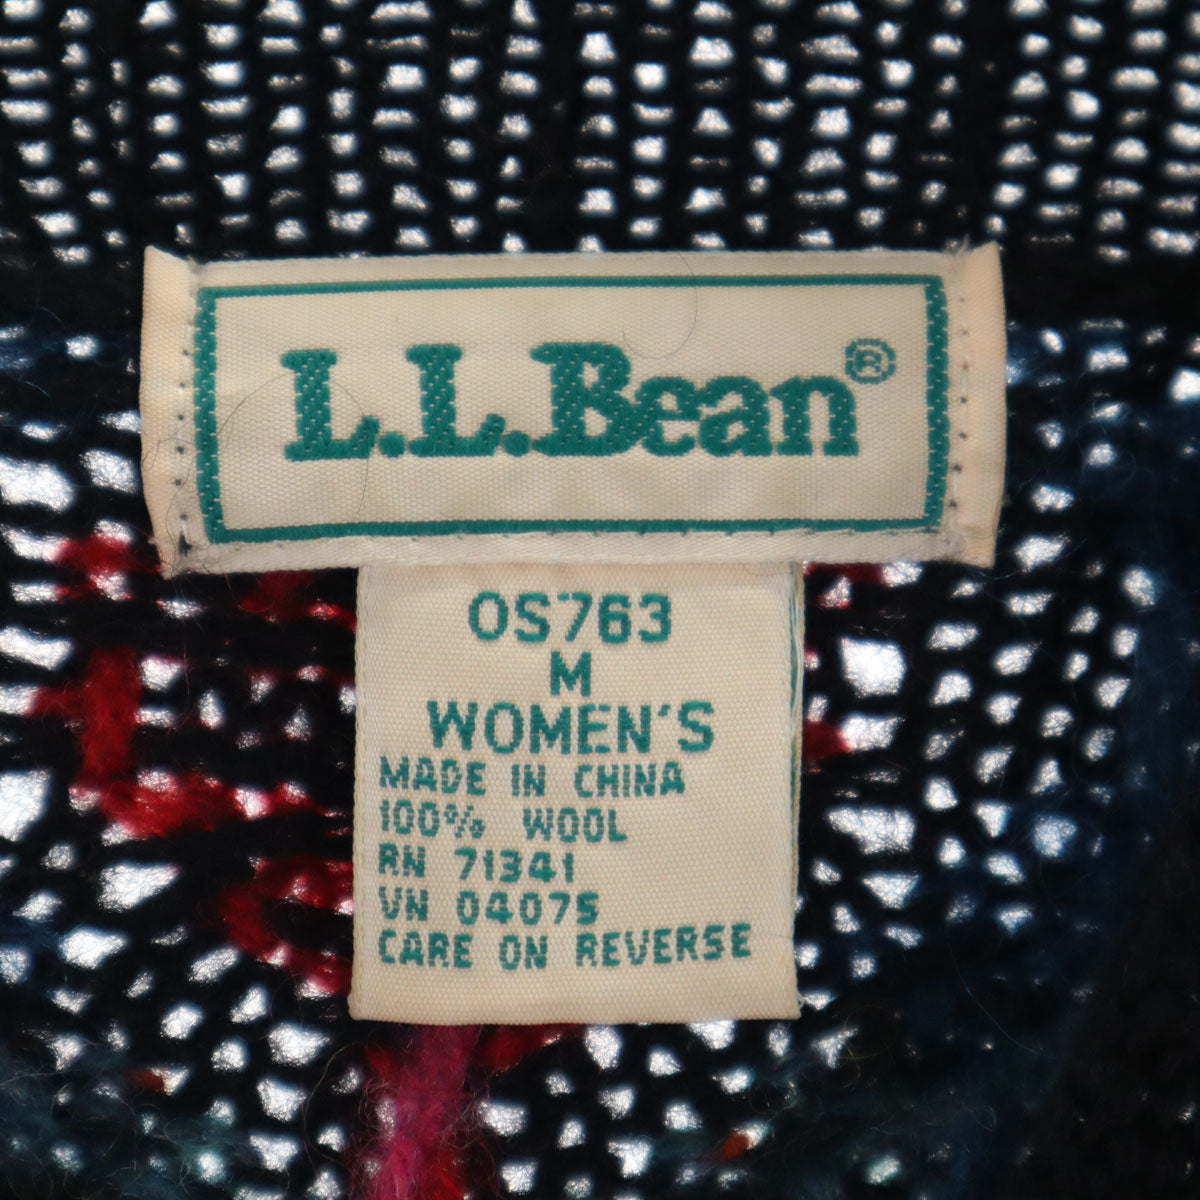 L.L.Bean®
OS763
M
WOMEN'S
MADE IN CHINA
100% WOOL
RN 71341
VN 04075
CARE ON REVERSE